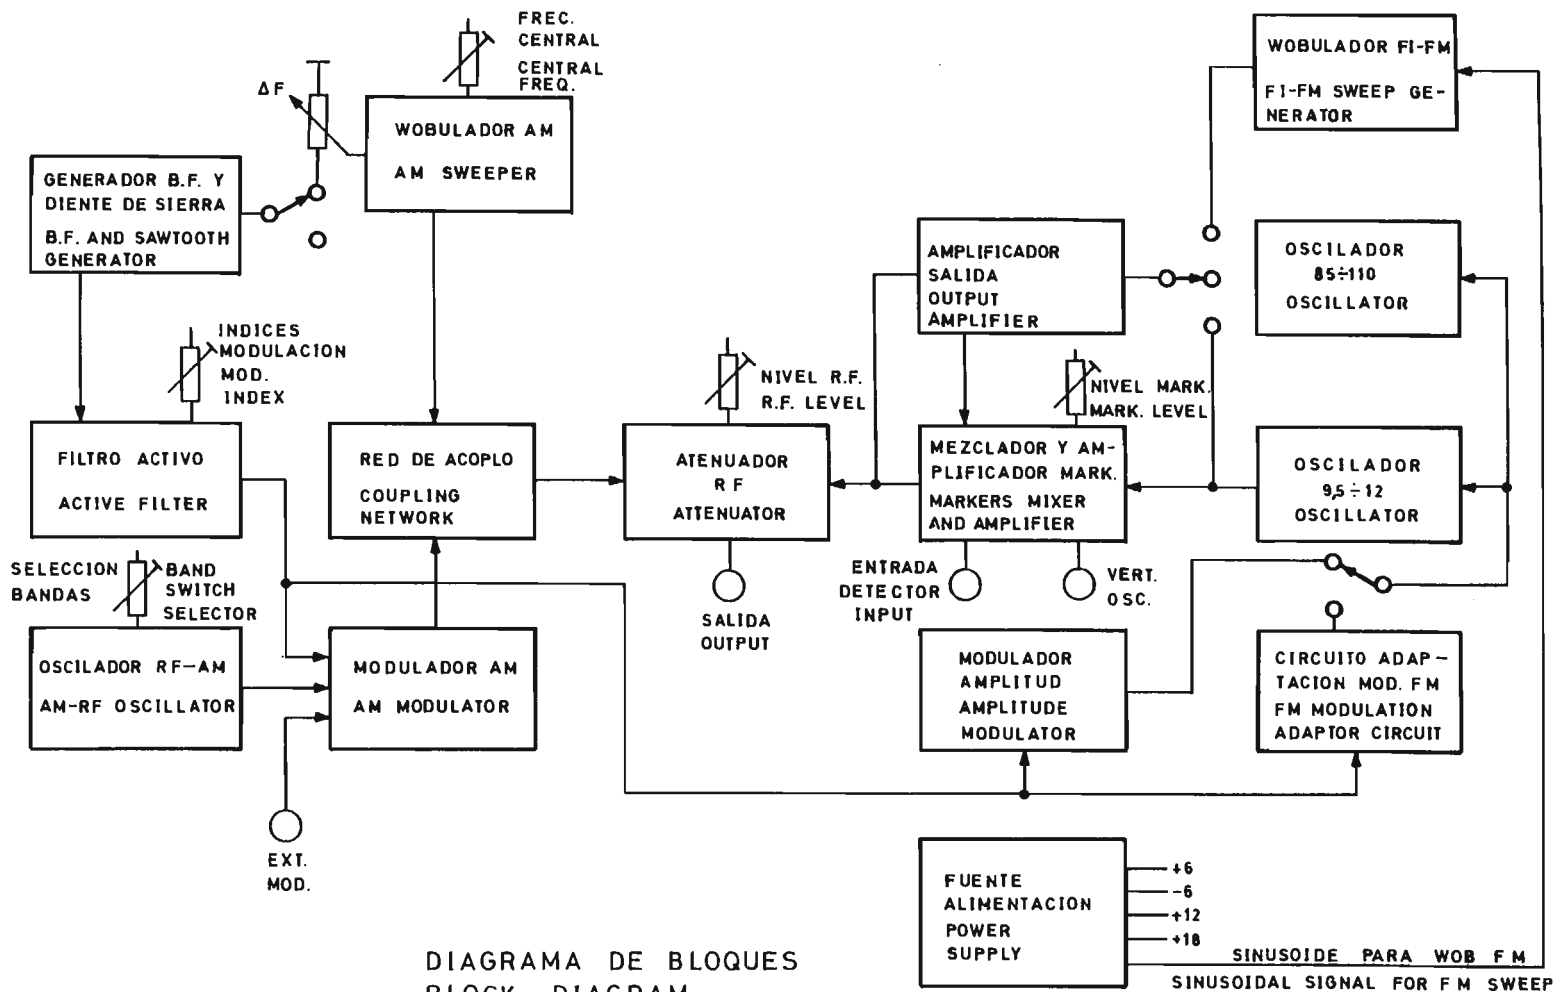 FREC.
CENTRAL
CENTRAL
FREQ.
ΔF
WOBULADOR AM
AM SWEEPER
WOBULADOR FI-FM
FI-FM SWEEP GE-
NERATOR
GENERADOR B.F. Y
DIENTE DE SIERRA
B.F. AND SAWTOOTH
GENERATOR
AMPLIFICADOR
SALIDA
OUTPUT
AMPLIFIER
OSCILADOR
85÷110
OSCILLATOR
INDICES
MODULACION
MOD.
INDEX
NIVEL R.F.
R.F. LEVEL
NIVEL MARK.
MARK. LEVEL
FILTRO ACTIVO
ACTIVE FILTER
RED DE ACOPLO
COUPLING
NETWORK
ATENUADOR
RF
ATTENUATOR
MEZCLADOR Y AM-
PLIFICADOR MARK.
MARKERS MIXER
AND AMPLIFIER
OSCILADOR
9,5÷12
OSCILLATOR
SELECCION
BANDAS
BAND
SWITCH
SELECTOR
SALIDA
OUTPUT
ENTRADA
DETECTOR
INPUT
VERT.
OSC.
OSCILADOR RF-AM
AM-RF OSCILLATOR
MODULADOR AM
AM MODULATOR
MODULADOR
AMPLITUD
AMPLITUDE
MODULATOR
CIRCUITO ADAP-
TACION MOD. FM
FM MODULATION
ADAPTOR CIRCUIT
EXT.
MOD.
FUENTE
ALIMENTACION
POWER
SUPPLY
+6
-6
+12
+18
SINUSOIDE PARA WOB FM
SINUSOIDAL SIGNAL FOR FM SWEEP
DIAGRAMA DE BLOQUES
BLOCK DIAGRAM